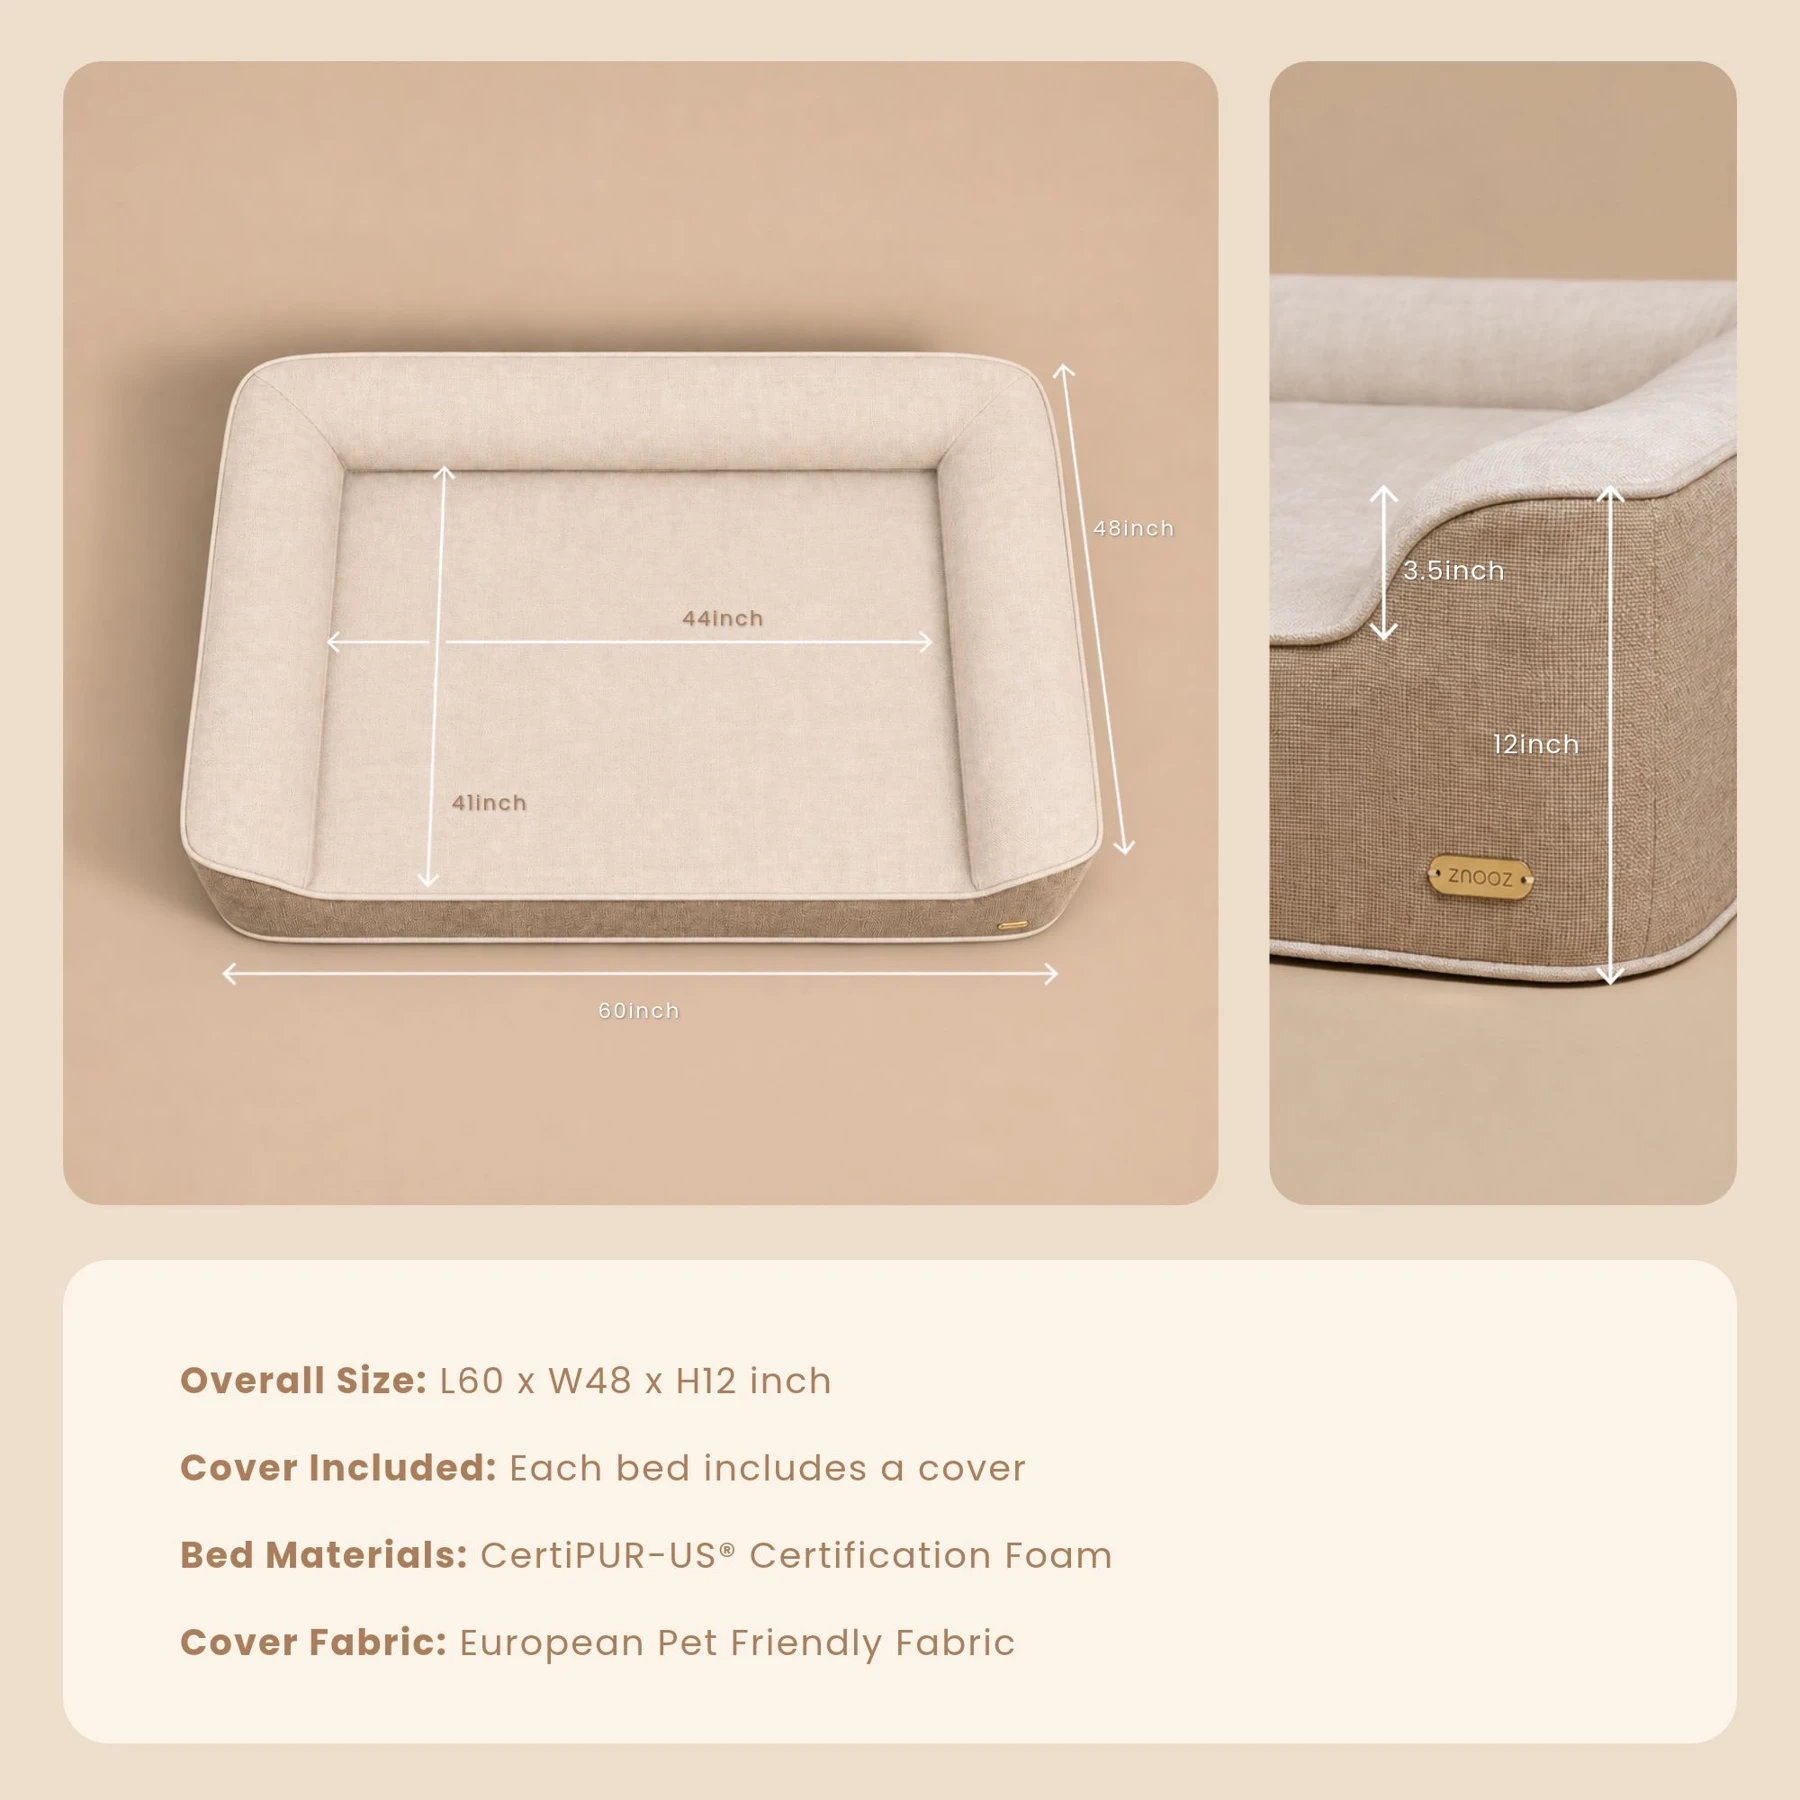 48inch
44inch
41inch
60inch
3.5inch
12inch
znooz
Overall Size: L60 x W48 x H12 inch
Cover Included: Each bed includes a cover
Bed Materials: CertiPUR-US® Certification Foam
Cover Fabric: European Pet Friendly Fabric